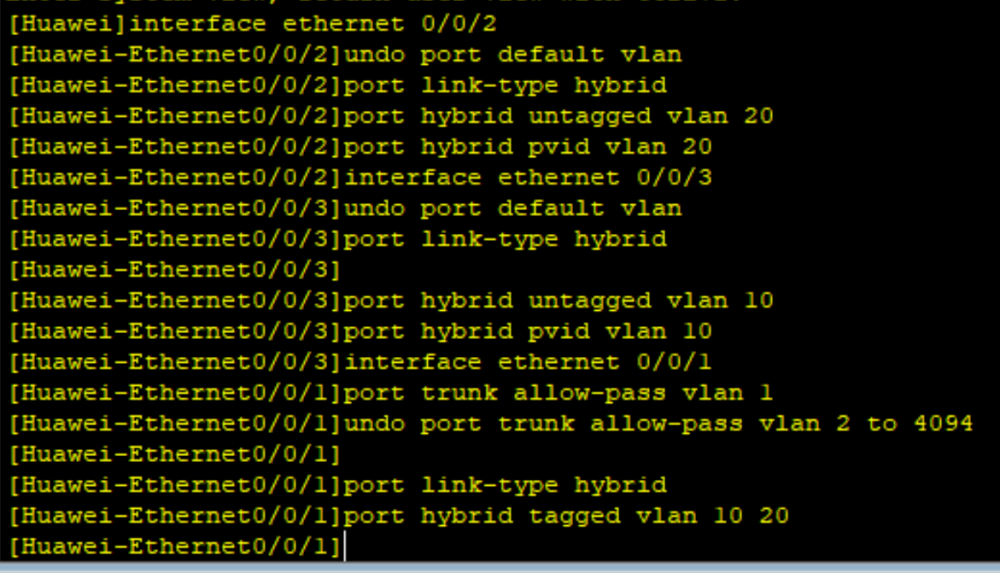 [Huawei]interface ethernet 0/0/2
[Huawei-Ethernet0/0/2]undo port default vlan
[Huawei-Ethernet0/0/2]port link-type hybrid
[Huawei-Ethernet0/0/2]port hybrid untagged vlan 20
[Huawei-Ethernet0/0/2]port hybrid pvid vlan 20
[Huawei-Ethernet0/0/2]interface ethernet 0/0/3
[Huawei-Ethernet0/0/3]undo port default vlan
[Huawei-Ethernet0/0/3]port link-type hybrid
[Huawei-Ethernet0/0/3]
[Huawei-Ethernet0/0/3]port hybrid untagged vlan 10
[Huawei-Ethernet0/0/3]port hybrid pvid vlan 10
[Huawei-Ethernet0/0/3]interface ethernet 0/0/1
[Huawei-Ethernet0/0/1]port trunk allow-pass vlan 1
[Huawei-Ethernet0/0/1]undo port trunk allow-pass vlan 2 to 4094
[Huawei-Ethernet0/0/1]
[Huawei-Ethernet0/0/1]port link-type hybrid
[Huawei-Ethernet0/0/1]port hybrid tagged vlan 10 20
[Huawei-Ethernet0/0/1]